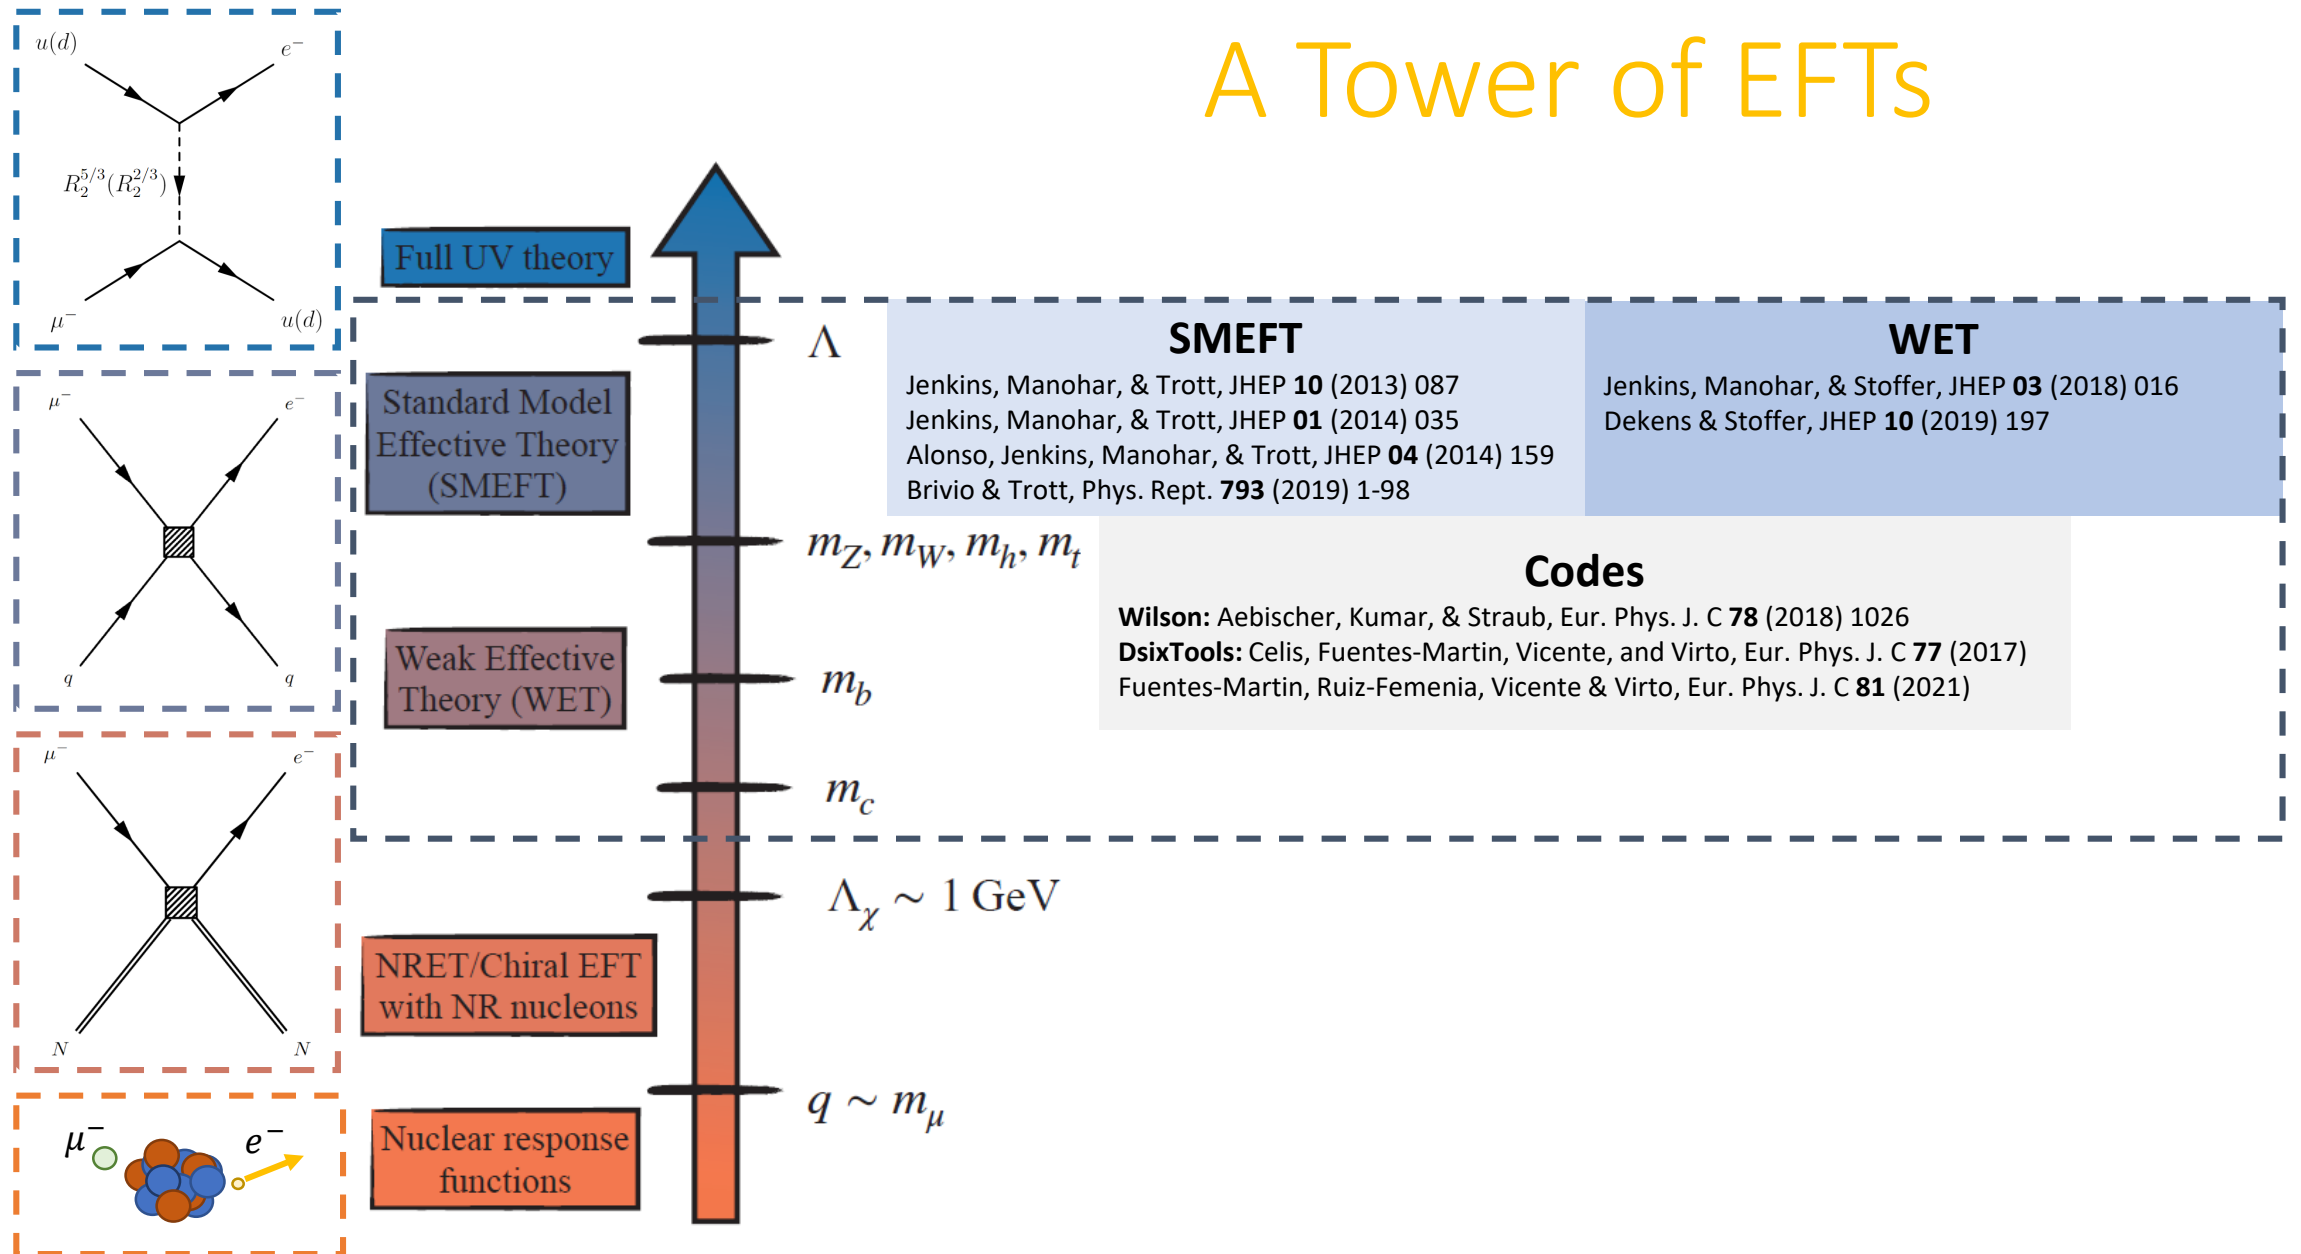 A Tower of EFTs
u(d)
e⁻
R₂^{5/3}(R₂^{2/3})
μ⁻
u(d)
μ⁻
e⁻
q
q
μ⁻
e⁻
N
N
μ⁻
e⁻
Full UV theory
Standard Model
Effective Theory
(SMEFT)
Weak Effective
Theory (WET)
NRET/Chiral EFT
with NR nucleons
Nuclear response
functions
Λ
m_Z, m_W, m_h, m_t
m_b
m_c
Λ_χ ~ 1 GeV
q ~ m_μ
SMEFT
Jenkins, Manohar, & Trott, JHEP 10 (2013) 087
Jenkins, Manohar, & Trott, JHEP 01 (2014) 035
Alonso, Jenkins, Manohar, & Trott, JHEP 04 (2014) 159
Brivio & Trott, Phys. Rept. 793 (2019) 1-98
WET
Jenkins, Manohar, & Stoffer, JHEP 03 (2018) 016
Dekens & Stoffer, JHEP 10 (2019) 197
Codes
Wilson: Aebischer, Kumar, & Straub, Eur. Phys. J. C 78 (2018) 1026
DsixTools: Celis, Fuentes-Martin, Vicente, and Virto, Eur. Phys. J. C 77 (2017)
Fuentes-Martin, Ruiz-Femenia, Vicente & Virto, Eur. Phys. J. C 81 (2021)